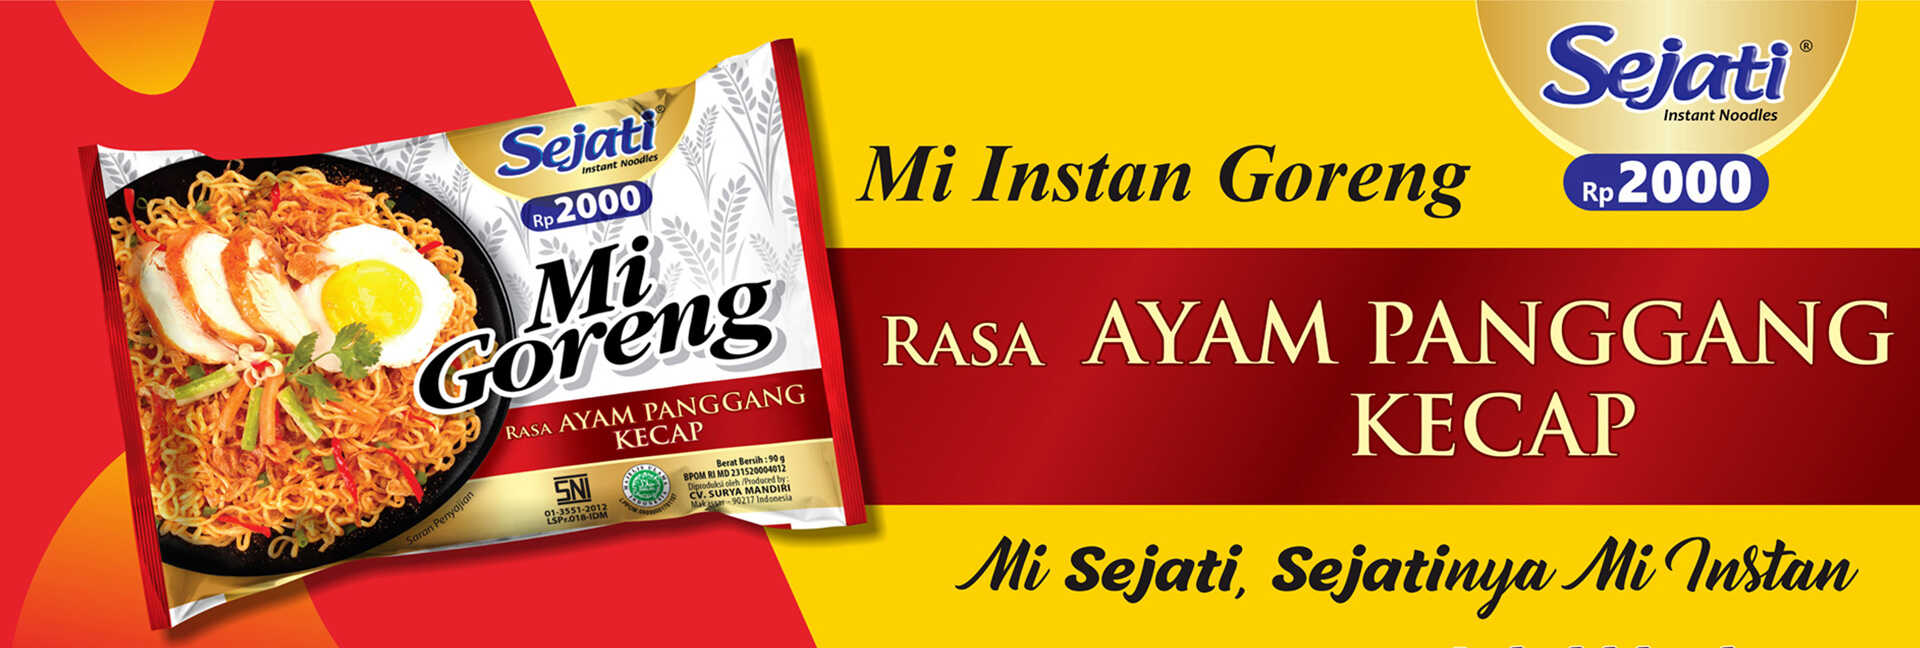 Sejati®
Instant Noodles
Rp2000
Mi
Goreng
RASA AYAM PANGGANG
KECAP
SNI
01-3551-2012
LSPr.018-IDM
Berat Bersih : 90 g
BPOM RI MD 231520004012
Diproduksi oleh /Produced by :
CV. SURYA MANDIRI
Makassar - 90217 Indonesia
Saran Penyajian
Sejati®
Instant Noodles
Rp2000
Mi Instan Goreng
RASA AYAM PANGGANG
KECAP
Mi Sejati, Sejatinya Mi Instan